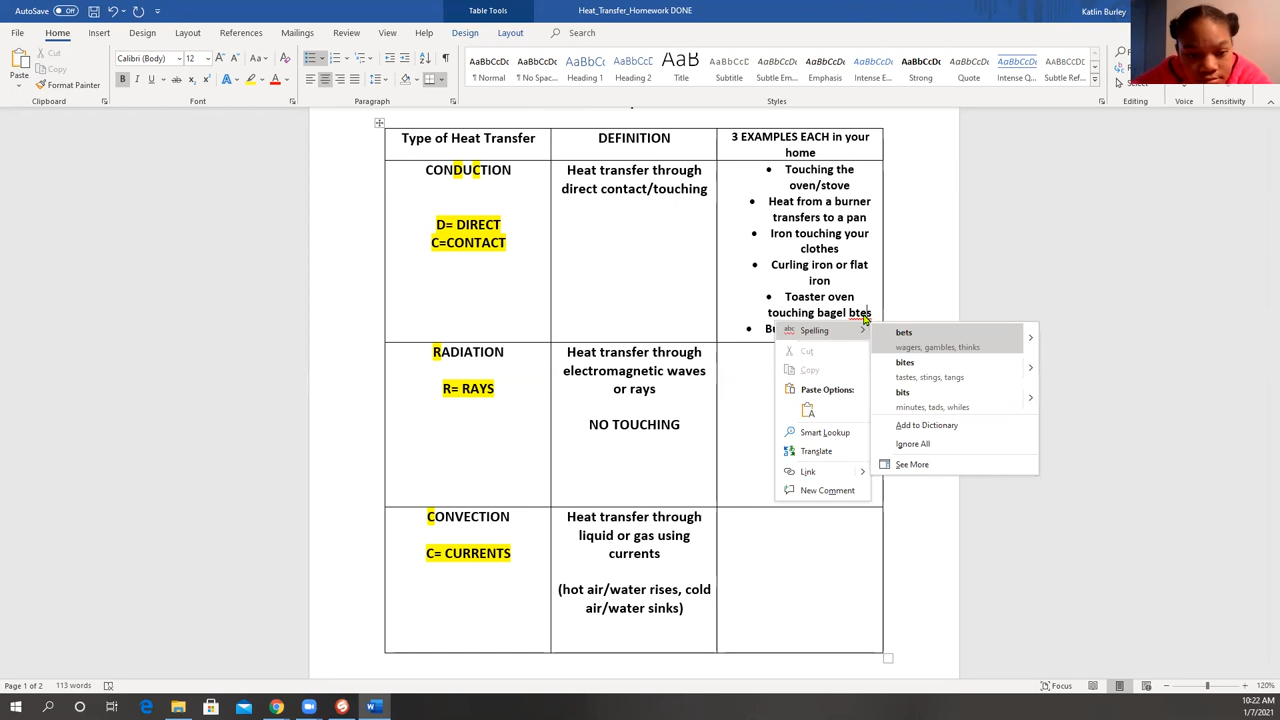 AutoSave Off
Table Tools
Heat_Transfer_Homework DONE
Katlin Burley
File Home Insert Draw Design Layout References Mailings Review View Help Design Layout Search
Paste
Cut
Copy
Format Painter
Calibri (Body) 12
AaBbCcDc AaBbCcDc AaBbC AaBbCc AaB AaBbCcD AaBbCcDc AaBbCcDc AaBbCcDc AaBbCcDc AaBbCcDc AaBbCcDc
¶ Normal ¶ No Spac... Heading 1 Heading 2 Title Subtitle Subtle Em... Emphasis Intense E... Strong Quote Intense Q... Subtle Ref...
Clipboard Font Paragraph Styles Editing Voice Sensitivity
Type of Heat Transfer
DEFINITION
3 EXAMPLES EACH in your
home
CONDUCTION
D= DIRECT
C=CONTACT
Heat transfer through
direct contact/touching
• Touching the
oven/stove
• Heat from a burner
transfers to a pan
• Iron touching your
clothes
• Curling iron or flat
iron
• Toaster oven
touching bagel btes
RADIATION
R= RAYS
Heat transfer through
electromagnetic waves
or rays
NO TOUCHING
CONVECTION
C= CURRENTS
Heat transfer through
liquid or gas using
currents
(hot air/water rises, cold
air/water sinks)
Spelling
Cut
Copy
Paste Options:
Smart Lookup
Translate
Link
New Comment
bets
wagers, gambles, thinks
bites
tastes, stings, tangs
bits
minutes, tads, whiles
Add to Dictionary
Ignore All
See More
Page 1 of 2 113 words
Focus
120%
10:22 AM
1/7/2021